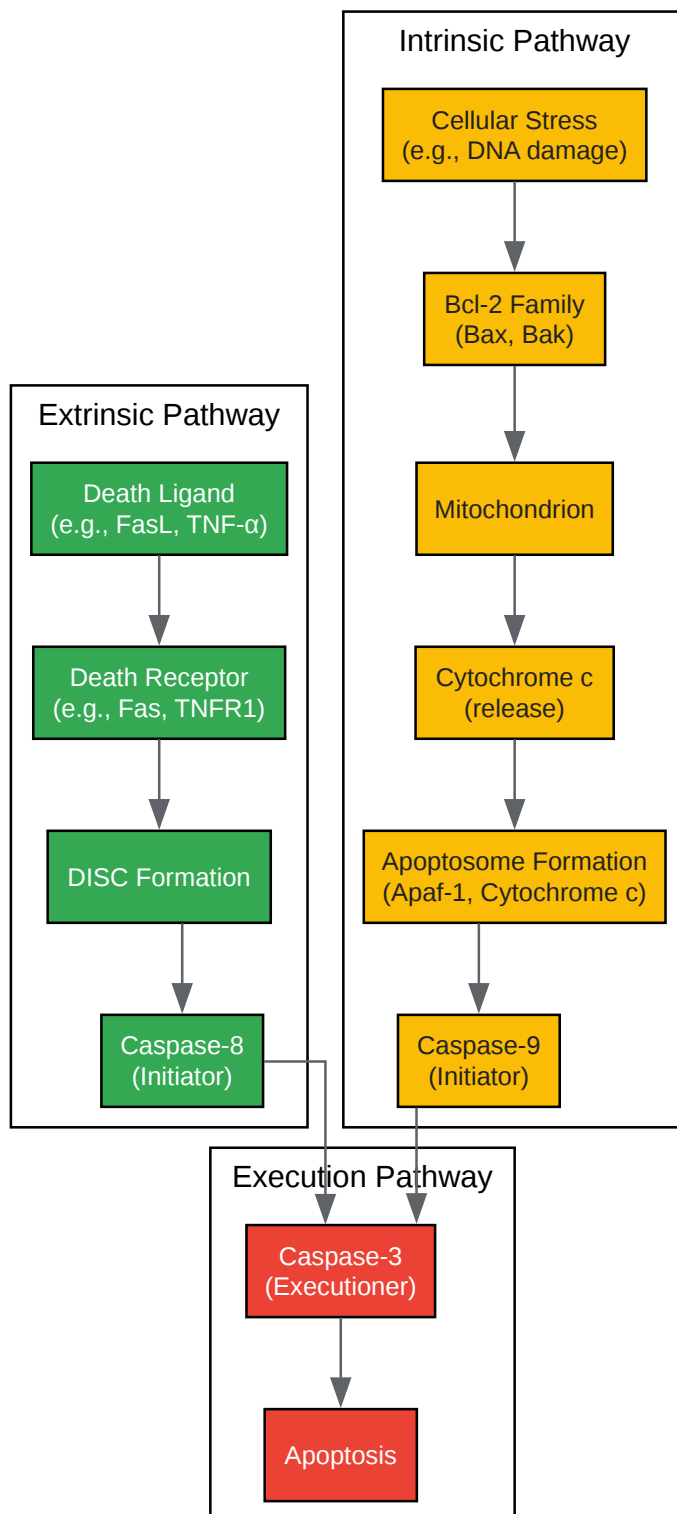 Intrinsic Pathway
Cellular Stress
(e.g., DNA damage)
Bcl-2 Family
(Bax, Bak)
Mitochondrion
Cytochrome c
(release)
Apoptosome Formation
(Apaf-1, Cytochrome c)
Caspase-9
(Initiator)
Extrinsic Pathway
Death Ligand
(e.g., FasL, TNF-α)
Death Receptor
(e.g., Fas, TNFR1)
DISC Formation
Caspase-8
(Initiator)
Execution Pathway
Caspase-3
(Executioner)
Apoptosis